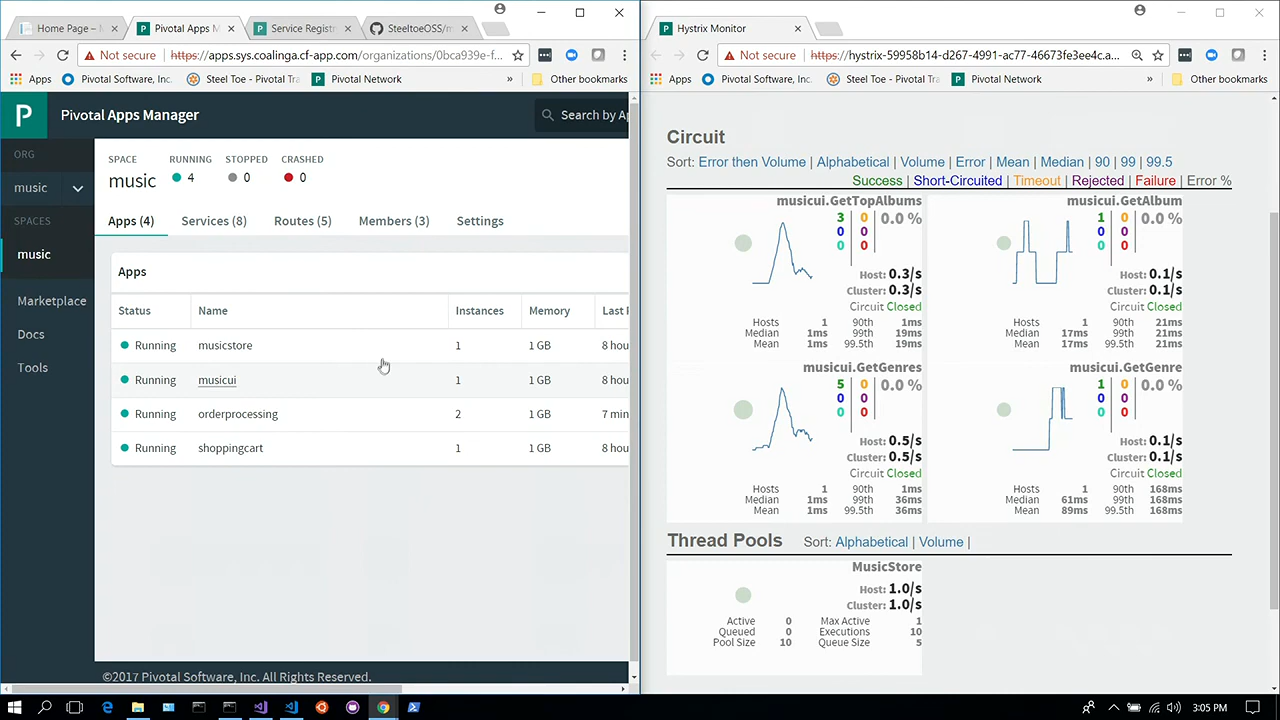 Home Page – M
Pivotal Apps M
Service Registr
SteeltoeOSS/m
Not secure
https://apps.sys.coalinga.cf-app.com/organizations/0bca939e-f...
Apps
Pivotal Software, Inc.
Steel Toe - Pivotal Tra
Pivotal Network
»
Other bookmarks
P
Pivotal Apps Manager
Search by Ap
ORG
music
SPACES
music
Marketplace
Docs
Tools
SPACE
music
RUNNING
4
STOPPED
0
CRASHED
0
Apps (4)
Services (8)
Routes (5)
Members (3)
Settings
Apps
Status Name Instances Memory Last P
Running musicstore 1 1 GB 8 hou
Running musicui 1 1 GB 8 hou
Running orderprocessing 2 1 GB 7 min
Running shoppingcart 1 1 GB 8 hou
©2017 Pivotal Software, Inc. All Rights Reserved.
Hystrix Monitor
Not secure
https://hystrix-59958b14-d267-4991-ac77-46673fe3ee4c.a...
Apps
Pivotal Software, Inc.
Steel Toe - Pivotal Tra
Pivotal Network
»
Other bookmarks
Circuit
Sort: Error then Volume | Alphabetical | Volume | Error | Mean | Median | 90 | 99 | 99.5
Success | Short-Circuited | Timeout | Rejected | Failure | Error %
musicui.GetTopAlbums
3 0 0.0 %
0 0
0 0
Host: 0.3/s
Cluster: 0.3/s
Circuit Closed
Hosts 1 90th 1ms
Median 1ms 99th 19ms
Mean 1ms 99.5th 19ms
musicui.GetAlbum
1 0 0.0 %
0 0
0 0
Host: 0.1/s
Cluster: 0.1/s
Circuit Closed
Hosts 1 90th 21ms
Median 17ms 99th 21ms
Mean 17ms 99.5th 21ms
musicui.GetGenres
5 0 0.0 %
0 0
0 0
Host: 0.5/s
Cluster: 0.5/s
Circuit Closed
Hosts 1 90th 1ms
Median 1ms 99th 36ms
Mean 1ms 99.5th 36ms
musicui.GetGenre
1 0 0.0 %
0 0
0 0
Host: 0.1/s
Cluster: 0.1/s
Circuit Closed
Hosts 1 90th 168ms
Median 61ms 99th 168ms
Mean 89ms 99.5th 168ms
Thread Pools Sort: Alphabetical | Volume |
MusicStore
Host: 1.0/s
Cluster: 1.0/s
Active 0 Max Active 1
Queued 0 Executions 10
Pool Size 10 Queue Size 5
3:05 PM